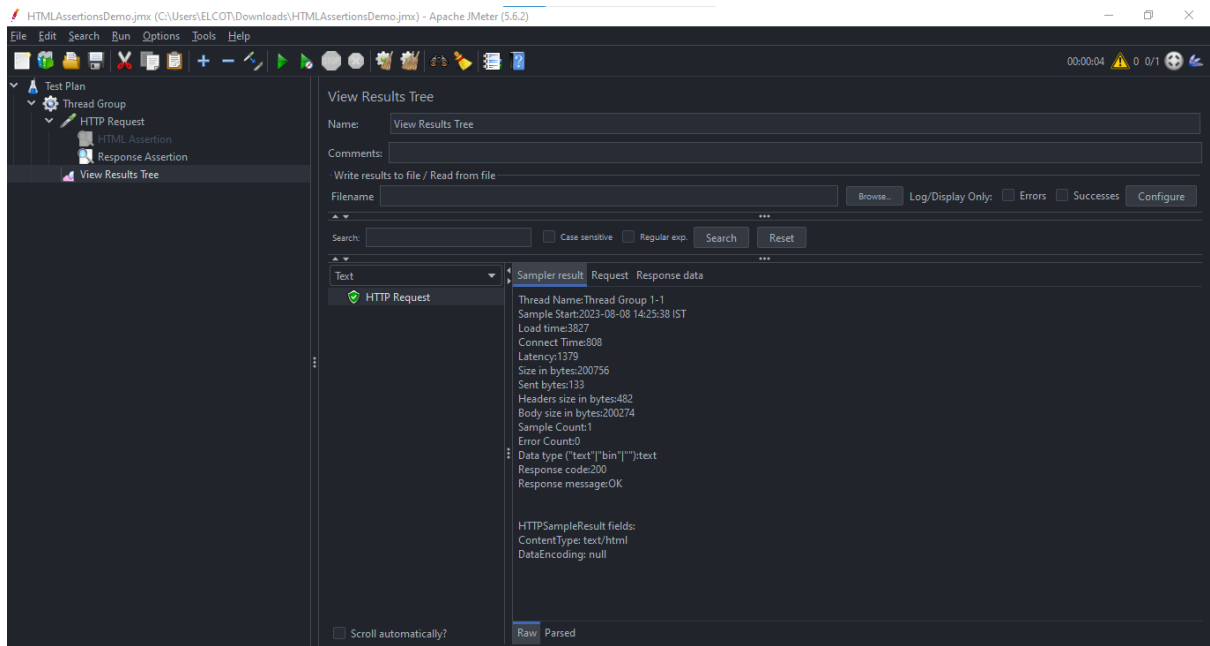 HTMLAssertionsDemo.jmx (C:\Users\ELCOT\Downloads\HTMLAssertionsDemo.jmx) - Apache JMeter (5.6.2)
File Edit Search Run Options Tools Help
00:00:04 0 0/1
Test Plan
Thread Group
HTTP Request
HTML Assertion
Response Assertion
View Results Tree
View Results Tree
Name: View Results Tree
Comments:
Write results to file / Read from file
Filename Browse... Log/Display Only: Errors Successes Configure
Search: Case sensitive Regular exp. Search Reset
Text
HTTP Request
Scroll automatically?
Sampler result Request Response data
Thread Name:Thread Group 1-1
Sample Start:2023-08-08 14:25:38 IST
Load time:3827
Connect Time:808
Latency:1379
Size in bytes:200756
Sent bytes:133
Headers size in bytes:482
Body size in bytes:200274
Sample Count:1
Error Count:0
Data type ("text"|"bin"|""):text
Response code:200
Response message:OK
HTTPSampleResult fields:
ContentType: text/html
DataEncoding: null
Raw Parsed